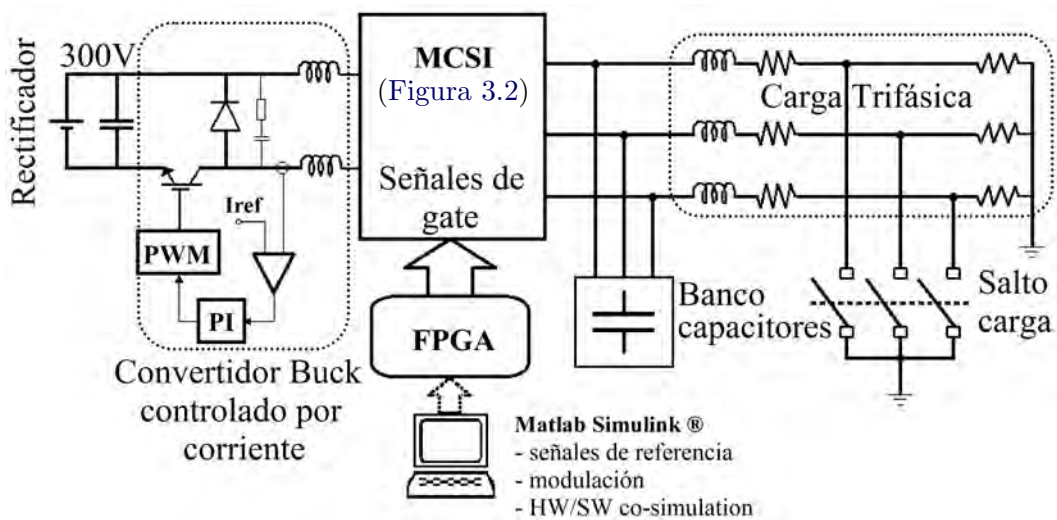 Rectificador
300V
Iref
PWM
PI
Convertidor Buck
controlado por
corriente
MCSI
(Figura 3.2)
Señales de
gate
FPGA
Matlab Simulink ®
- señales de referencia
- modulación
- HW/SW co-simulation
Carga Trifásica
Banco
capacitores
Salto
carga